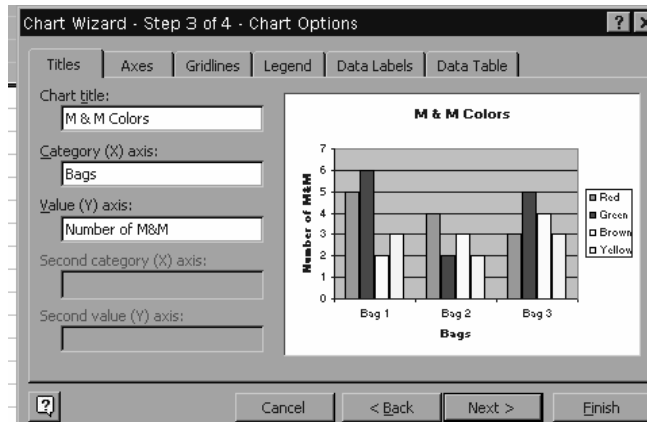 Chart Wizard - Step 3 of 4 - Chart Options
Titles Axes Gridlines Legend Data Labels Data Table
Chart title:
M & M Colors
Category (X) axis:
Bags
Value (Y) axis:
Number of M&M
Second category (X) axis:
Second value (Y) axis:
M & M Colors
Number of M&M
7
6
5
4
3
2
1
0
Bag 1 Bag 2 Bag 3
Bags
Red
Green
Brown
Yellow
Cancel < Back Next > Finish